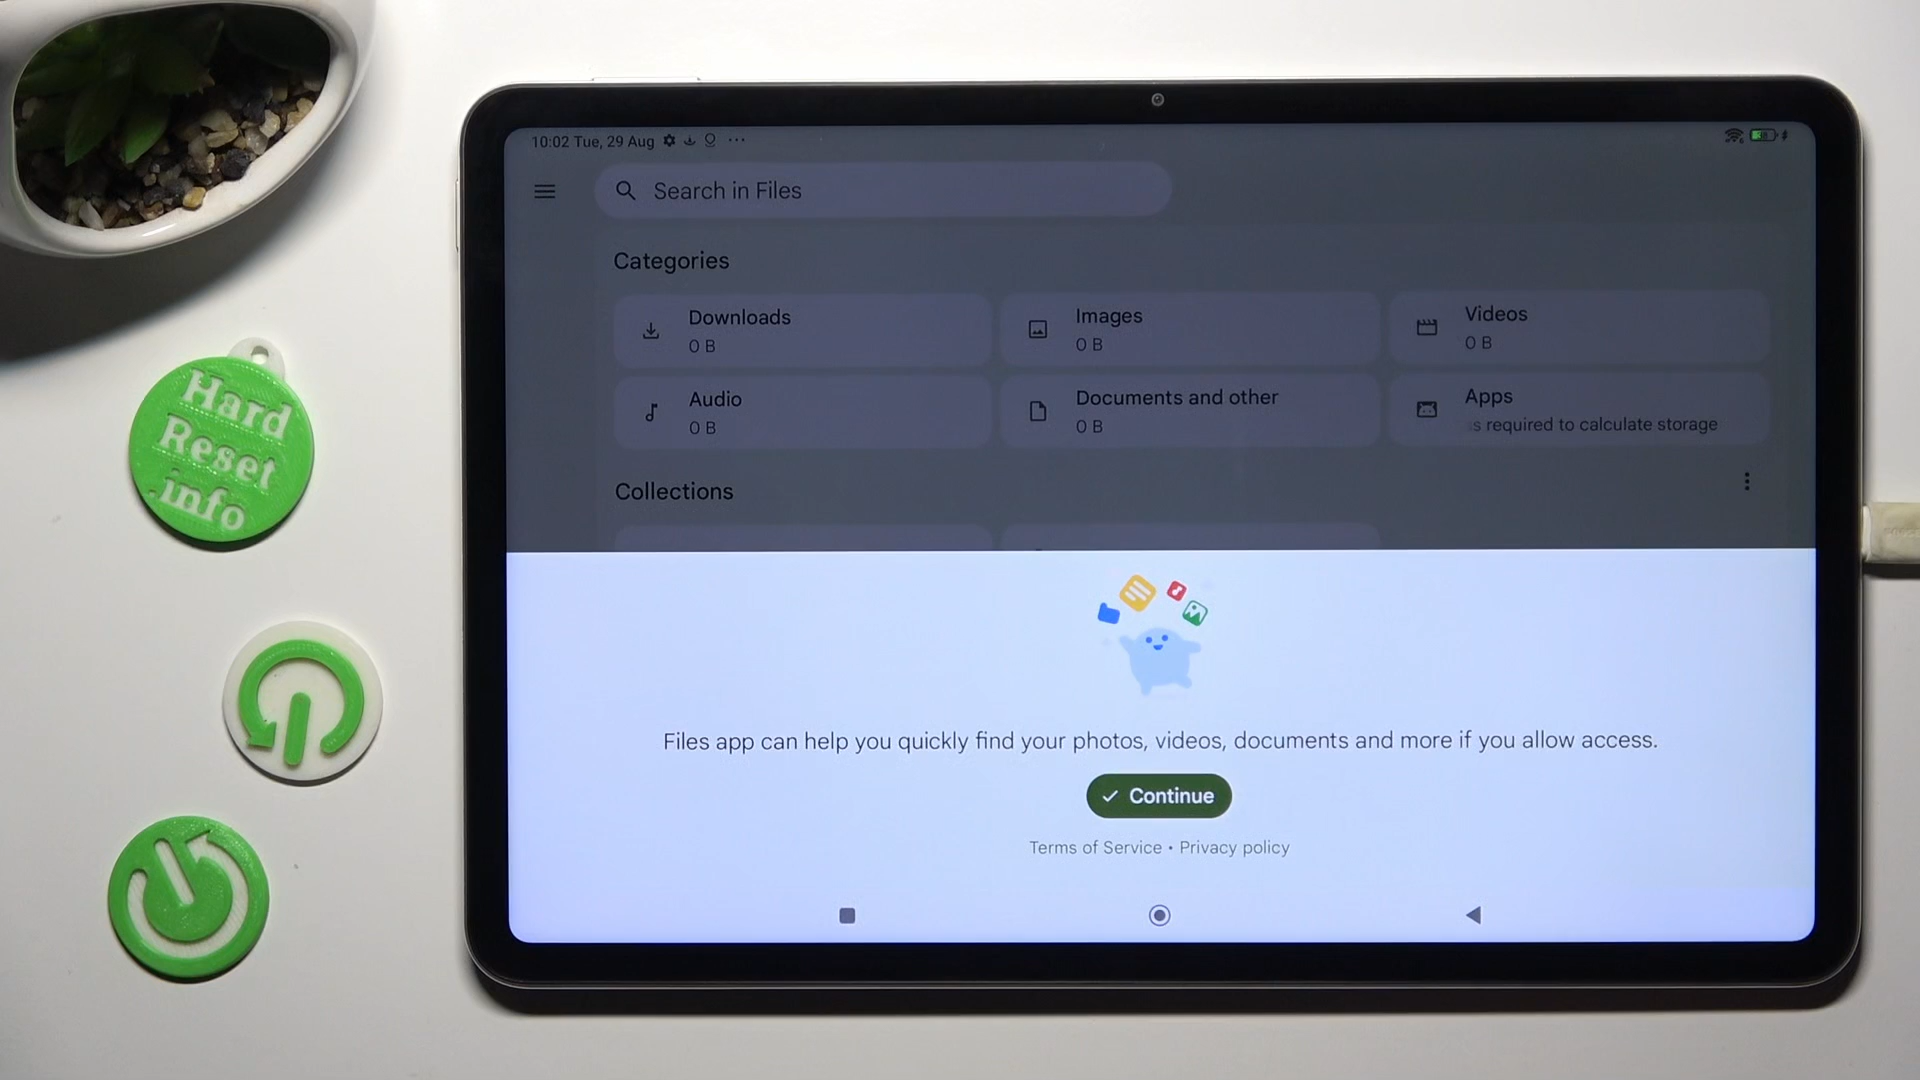 10:02 Tue, 29 Aug
Search in Files
Categories
Downloads
0 B
Images
0 B
Videos
0 B
Audio
0 B
Documents and other
0 B
Apps
s required to calculate storage
Collections
Files app can help you quickly find your photos, videos, documents and more if you allow access.
Continue
Terms of Service • Privacy policy
Hard
Reset
.info